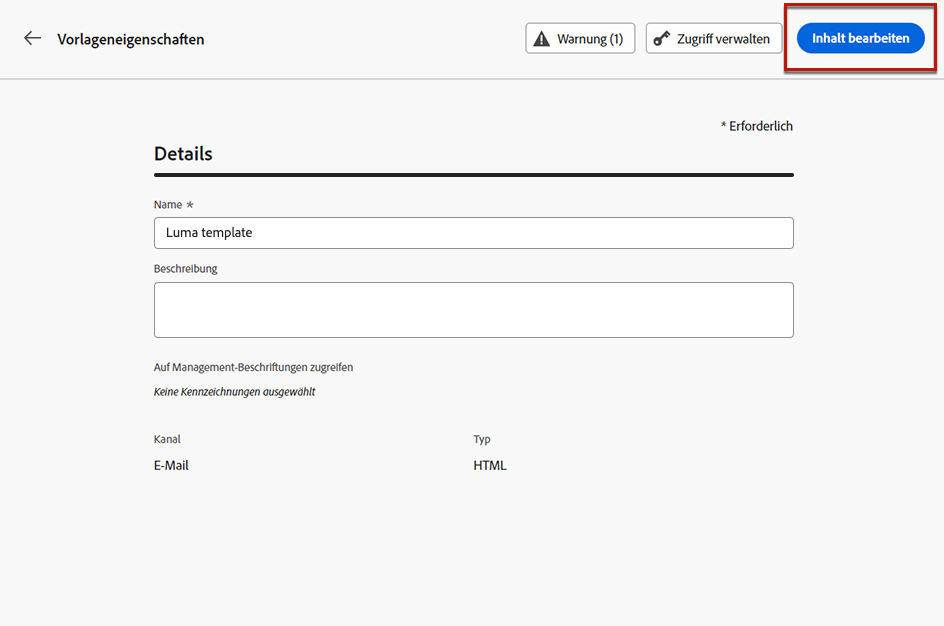 Vorlageneigenschaften
Warnung (1)
Zugriff verwalten
Inhalt bearbeiten
* Erforderlich
Details
Name *
Luma template
Beschreibung
Auf Management-Beschriftungen zugreifen
Keine Kennzeichnungen ausgewählt
Kanal
Typ
E-Mail
HTML